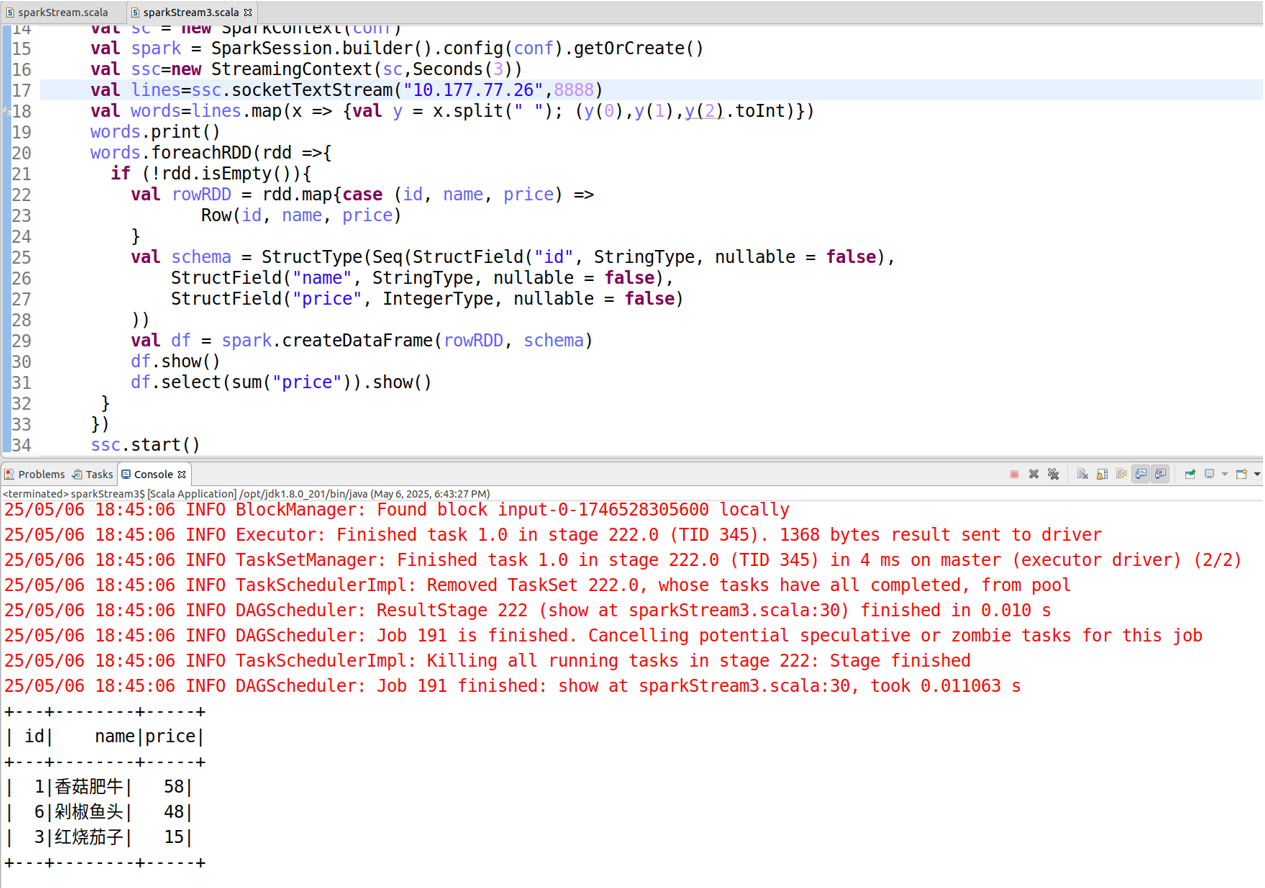 sparkStream.scala sparkStream3.scala
14 val sc = new SparkContext(conf)
15 val spark = SparkSession.builder().config(conf).getOrCreate()
16 val ssc=new StreamingContext(sc,Seconds(3))
17 val lines=ssc.socketTextStream("10.177.77.26",8888)
18 val words=lines.map(x => {val y = x.split(" "); (y(0),y(1),y(2).toInt)})
19 words.print()
20 words.foreachRDD(rdd =>{
21 if (!rdd.isEmpty()){
22 val rowRDD = rdd.map{case (id, name, price) =>
23 Row(id, name, price)
24 }
25 val schema = StructType(Seq(StructField("id", StringType, nullable = false),
26 StructField("name", StringType, nullable = false),
27 StructField("price", IntegerType, nullable = false)
28 ))
29 val df = spark.createDataFrame(rowRDD, schema)
30 df.show()
31 df.select(sum("price")).show()
32 }
33 })
34 ssc.start()
Problems Tasks Console
<terminated> sparkStream3$ [Scala Application] /opt/jdk1.8.0_201/bin/java (May 6, 2025, 6:43:27 PM)
25/05/06 18:45:06 INFO BlockManager: Found block input-0-1746528305600 locally
25/05/06 18:45:06 INFO Executor: Finished task 1.0 in stage 222.0 (TID 345). 1368 bytes result sent to driver
25/05/06 18:45:06 INFO TaskSetManager: Finished task 1.0 in stage 222.0 (TID 345) in 4 ms on master (executor driver) (2/2)
25/05/06 18:45:06 INFO TaskSchedulerImpl: Removed TaskSet 222.0, whose tasks have all completed, from pool
25/05/06 18:45:06 INFO DAGScheduler: ResultStage 222 (show at sparkStream3.scala:30) finished in 0.010 s
25/05/06 18:45:06 INFO DAGScheduler: Job 191 is finished. Cancelling potential speculative or zombie tasks for this job
25/05/06 18:45:06 INFO TaskSchedulerImpl: Killing all running tasks in stage 222: Stage finished
25/05/06 18:45:06 INFO DAGScheduler: Job 191 finished: show at sparkStream3.scala:30, took 0.011063 s
+---+--------+-----+
| id|    name|price|
+---+--------+-----+
|  1|香菇肥牛|   58|
|  6|剁椒鱼头|   48|
|  3|红烧茄子|   15|
+---+--------+-----+